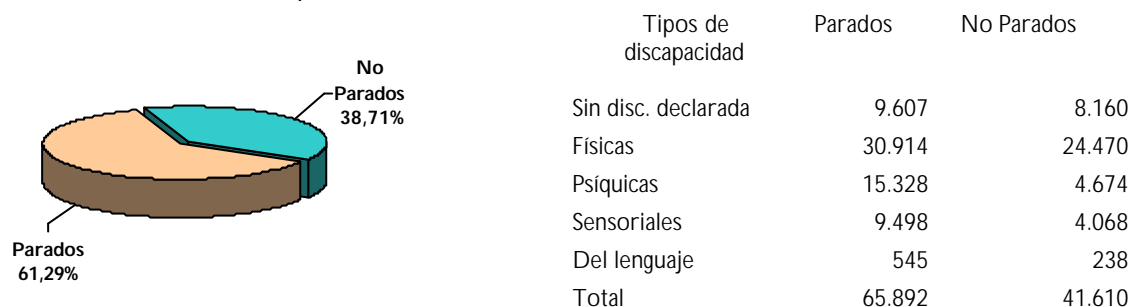 No
Parados
38,71%
Parados
61,29%
Tipos de Parados No Parados
discapacidad
Sin disc. declarada 9.607 8.160
Físicas 30.914 24.470
Psíquicas 15.328 4.674
Sensoriales 9.498 4.068
Del lenguaje 545 238
Total 65.892 41.610